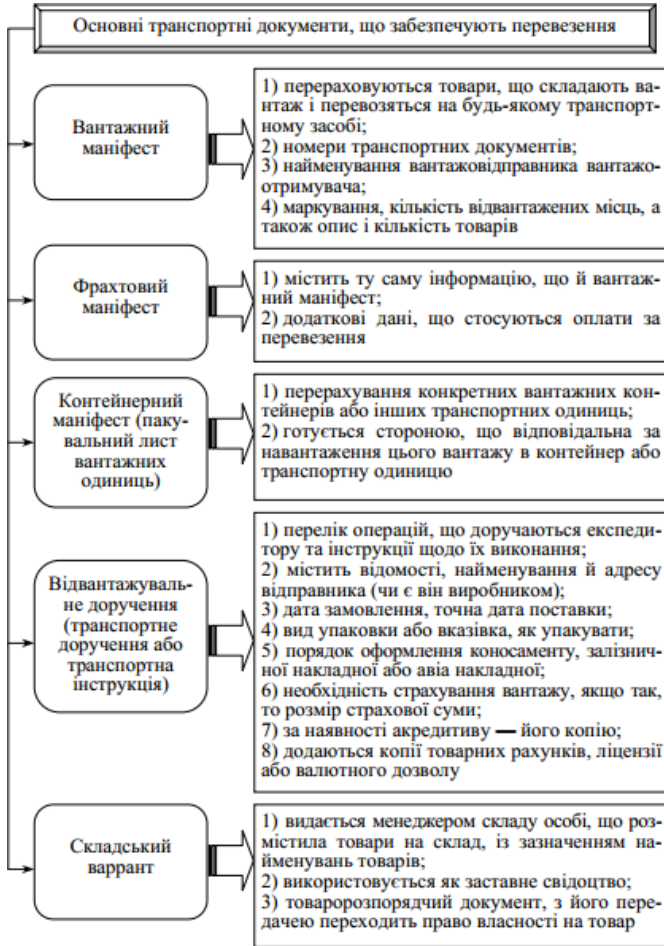 Основні транспортні документи, що забезпечують перевезення
Вантажний
маніфест
1) перераховуються товари, що складають ва-
нтаж і перевозяться на будь-якому транспорт-
ному засобі;
2) номери транспортних документів;
3) найменування вантажовідправника вантажо-
отримувача;
4) маркування, кількість відвантажених місць, а
також опис і кількість товарів
Фрахтовий
маніфест
1) містить ту саму інформацію, що й вантаж-
ний маніфест;
2) додаткові дані, що стосуються оплати за
перевезення
Контейнерний
маніфест (паку-
вальний лист
вантажних
одиниць)
1) перерахування конкретних вантажних кон-
тейнерів або інших транспортних одиниць;
2) готується стороною, що відповідальна за
навантаження цього вантажу в контейнер або
транспортну одиницю
Відвантажуваль-
не доручення
(транспортне
доручення або
транспортна
інструкція)
1) перелік операцій, що доручаються експеди-
тору та інструкції щодо їх виконання;
2) містить відомості, найменування й адресу
відправника (чи є він виробником);
3) дата замовлення, точна дата поставки;
4) вид упаковки або вказівка, як упакувати;
5) порядок оформлення коносаменту, залізнич-
ної накладної або авіа накладної;
6) необхідність страхування вантажу, якщо так,
то розмір страхової суми;
7) за наявності акредитиву — його копію;
8) додаються копії товарних рахунків, ліцензії
або валютного дозволу
Складський
варрант
1) видається менеджером складу особі, що роз-
містила товари на склад, із зазначенням на-
йменувань товарів;
2) використовується як заставне свідоцтво;
3) товаророзпорядчий документ, з його пере-
дачею переходить право власності на товар